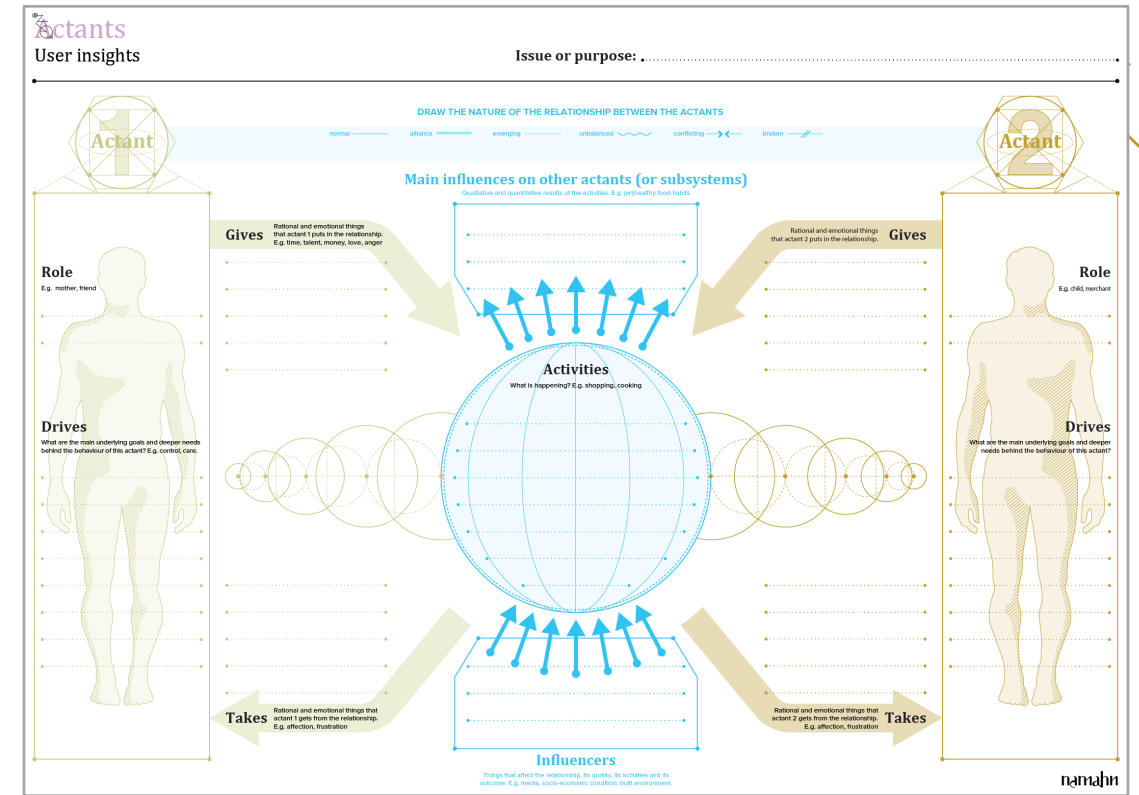 Actants
User insights
Issue or purpose:
DRAW THE NATURE OF THE RELATIONSHIP BETWEEN THE ACTANTS
normal
alliance
emerging
unbalanced
conflicting
broken
1
Actant
2
Actant
Main influences on other actants (or subsystems)
Qualitative and quantitative results of the activities. E.g. (un)healthy food habits
Gives
Rational and emotional things
that actant 1 puts in the relationship.
E.g. time, talent, money, love, anger
Rational and emotional things
that actant 2 puts in the relationship.
Gives
Role
E.g. mother, friend
Role
E.g. child, merchant
Activities
What is happening? E.g. shopping, cooking
Drives
What are the main underlying goals and deeper needs
behind the behaviour of this actant? E.g. control, care.
Drives
What are the main underlying goals and deeper
needs behind the behaviour of this actant?
Takes
Rational and emotional things that
actant 1 gets from the relationship.
E.g. affection, frustration
Rational and emotional things that
actant 2 gets from the relationship.
E.g. affection, frustration
Takes
Influencers
Things that affect the relationship, its quality, its activities and its
outcome. E.g. media, socio-economic condition, built environment.
namahn